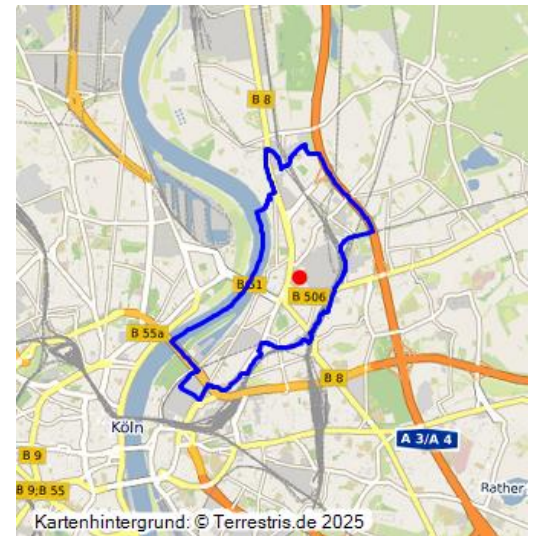 B 8
B 51
B 506
B 55a
B 8
Köln
A 3/A 4
B 9
B 9;B 55
Rather
Kartenhintergrund: © Terrestris.de 2025